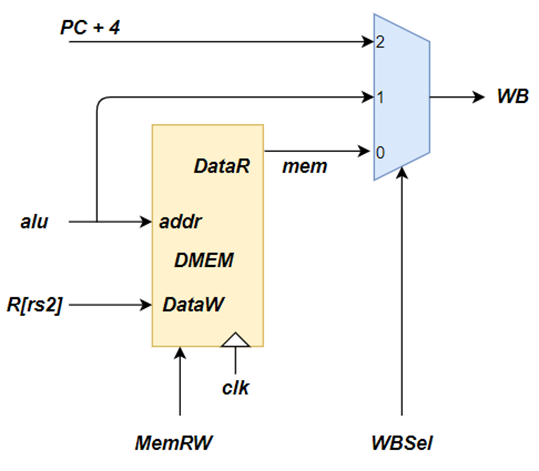 PC + 4
2
1
WB
0
DataR
mem
alu
addr
DMEM
R[rs2]
DataW
clk
MemRW
WBSel